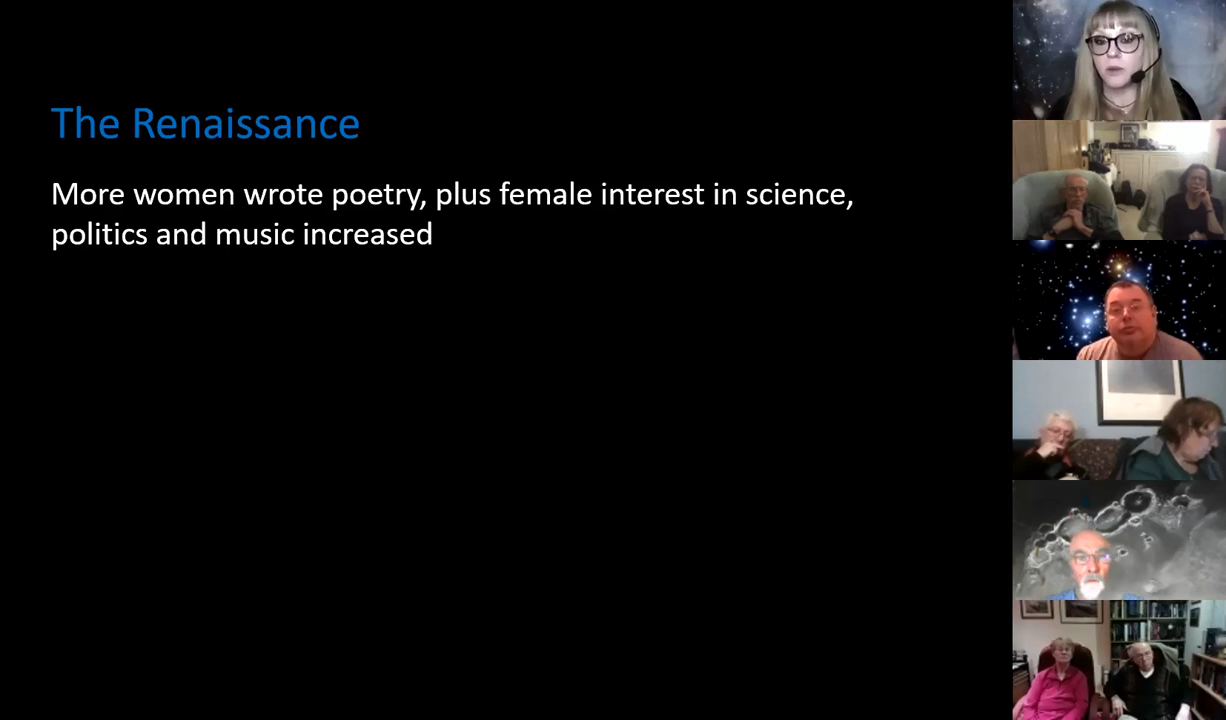 The Renaissance
More women wrote poetry, plus female interest in science,
politics and music increased